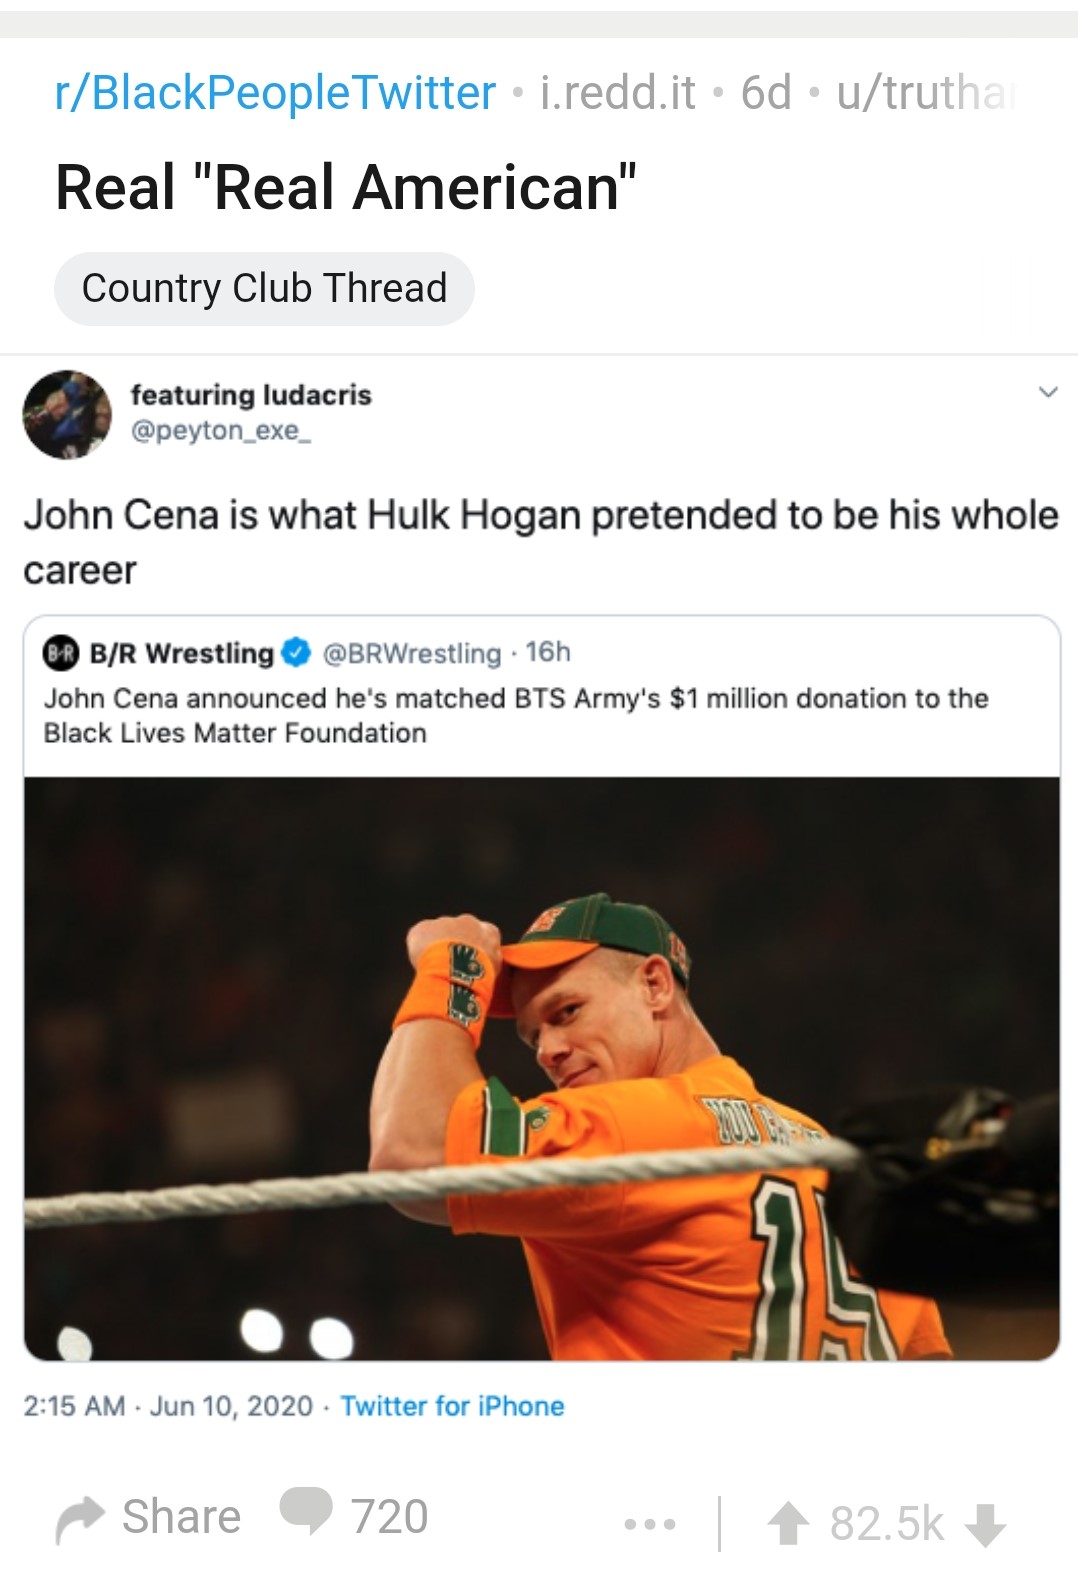 r/BlackPeopleTwitter • i.redd.it • 6d •
Real "Real American"
Country Club Thread
featuring ludacris
@peyton_exe_
John Cena is what Hulk Hogan pretended to be his whole
career
B/R Wrestling @BRWrestling · 16h
John Cena announced he's matched BTS Army's $1 million donation to the
Black Lives Matter Foundation
YOU
15
2:15 AM · Jun 10, 2020 · Twitter for iPhone
Share 720 ••• 82.5k